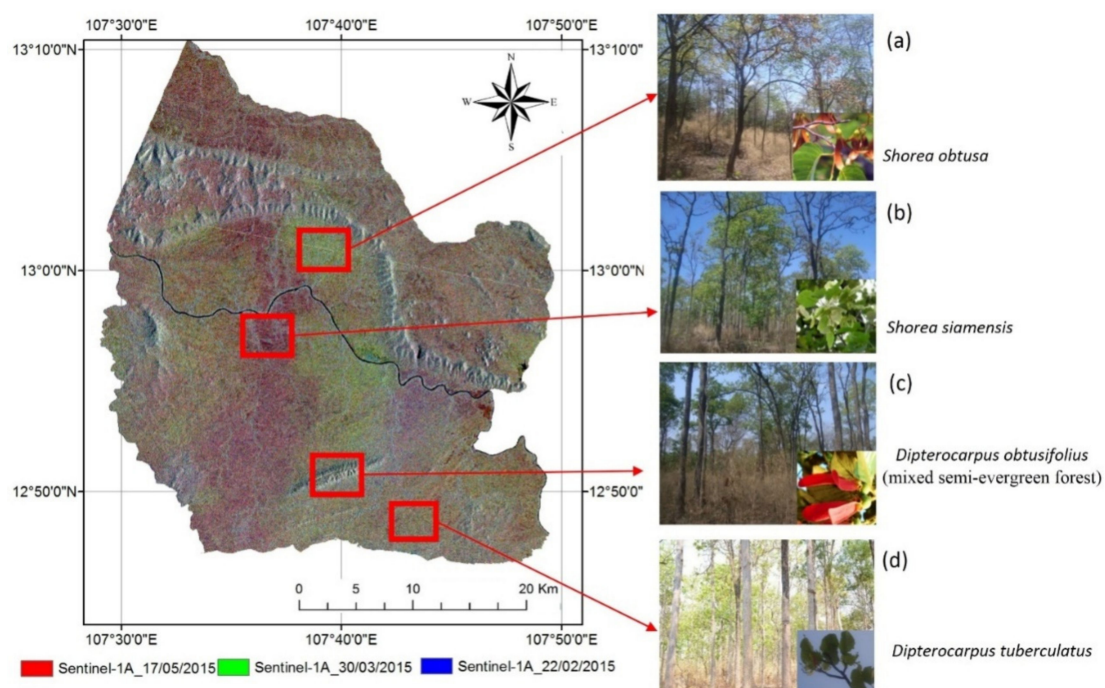 107°30'0"E 107°40'0"E 107°50'0"E
13°10'0"N 13°10'0"N
N
W E
S
(a)
Shorea obtusa
(b)
13°0'0"N 13°0'0"N
Shorea siamensis
(c)
Dipterocarpus obtusifolius
(mixed semi-evergreen forest)
12°50'0"N 12°50'0"N
(d)
Dipterocarpus tuberculatus
0 5 10 20 Km
107°30'0"E 107°40'0"E 107°50'0"E
Sentinel-1A_17/05/2015 Sentinel-1A_30/03/2015 Sentinel-1A_22/02/2015